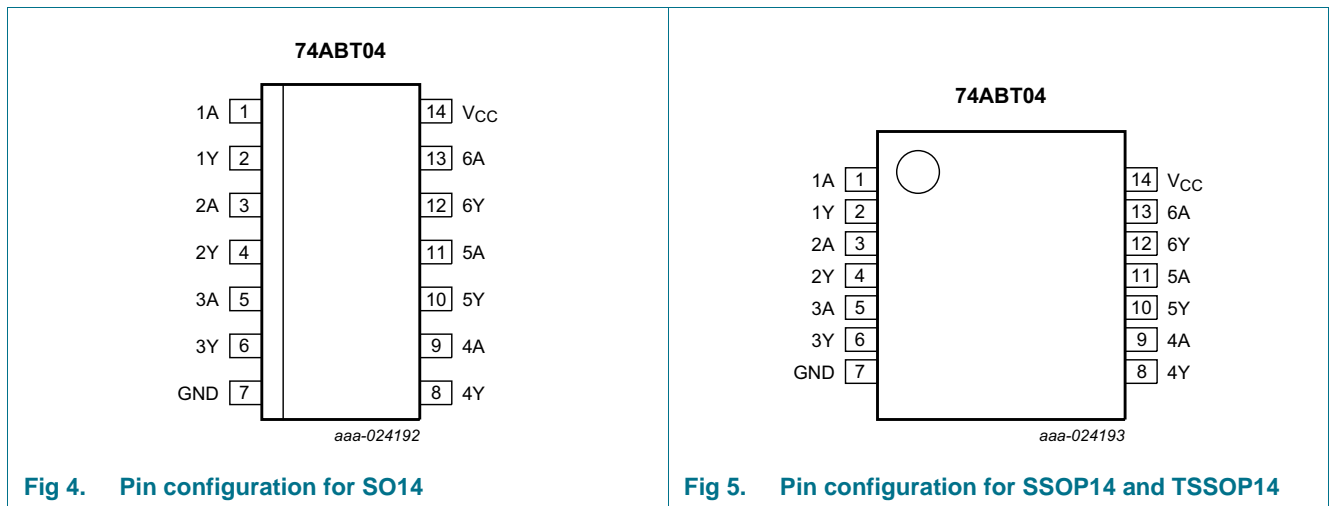 74ABT04
1A 1 14 VCC
1Y 2 13 6A
2A 3 12 6Y
2Y 4 11 5A
3A 5 10 5Y
3Y 6 9 4A
GND 7 8 4Y
aaa-024192
Fig 4. Pin configuration for SO14
74ABT04
1A 1 14 VCC
1Y 2 13 6A
2A 3 12 6Y
2Y 4 11 5A
3A 5 10 5Y
3Y 6 9 4A
GND 7 8 4Y
aaa-024193
Fig 5. Pin configuration for SSOP14 and TSSOP14